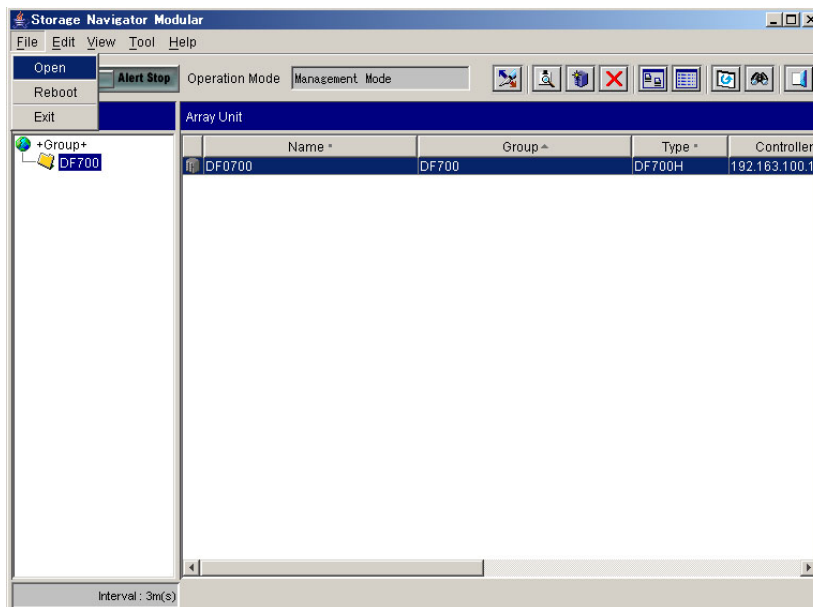 Storage Navigator Modular
File Edit View Tool Help
Open
Reboot
Exit
Alert Stop
Operation Mode
Management Mode
Array Unit
+Group+
DF700
Name Group Type Controller
DF0700 DF700 DF700H 192.163.100.1
Interval : 3m(s)